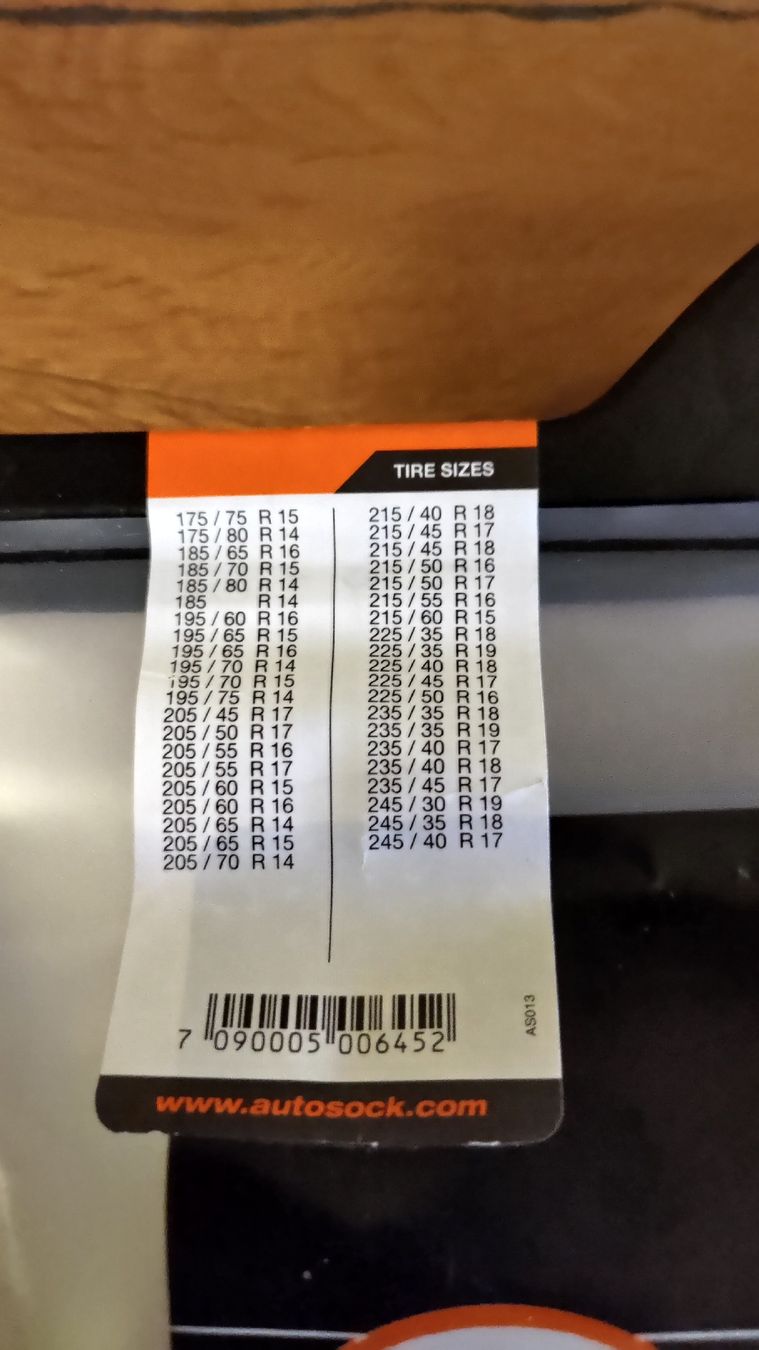 TIRE SIZES
175 / 75 R 15
175 / 80 R 14
185 / 65 R 16
185 / 70 R 15
185 / 80 R 14
185 R 14
195 / 60 R 16
195 / 65 R 15
195 / 65 R 16
195 / 70 R 14
195 / 70 R 15
195 / 75 R 14
205 / 45 R 17
205 / 50 R 17
205 / 55 R 16
205 / 55 R 17
205 / 60 R 15
205 / 60 R 16
205 / 65 R 14
205 / 65 R 15
205 / 70 R 14
215 / 40 R 18
215 / 45 R 17
215 / 45 R 18
215 / 50 R 16
215 / 50 R 17
215 / 55 R 16
215 / 60 R 15
225 / 35 R 18
225 / 35 R 19
225 / 40 R 18
225 / 45 R 17
225 / 50 R 16
235 / 35 R 18
235 / 35 R 19
235 / 40 R 17
235 / 40 R 18
235 / 45 R 17
245 / 30 R 19
245 / 35 R 18
245 / 40 R 17
7 090005 006452
AS013
www.autosock.com